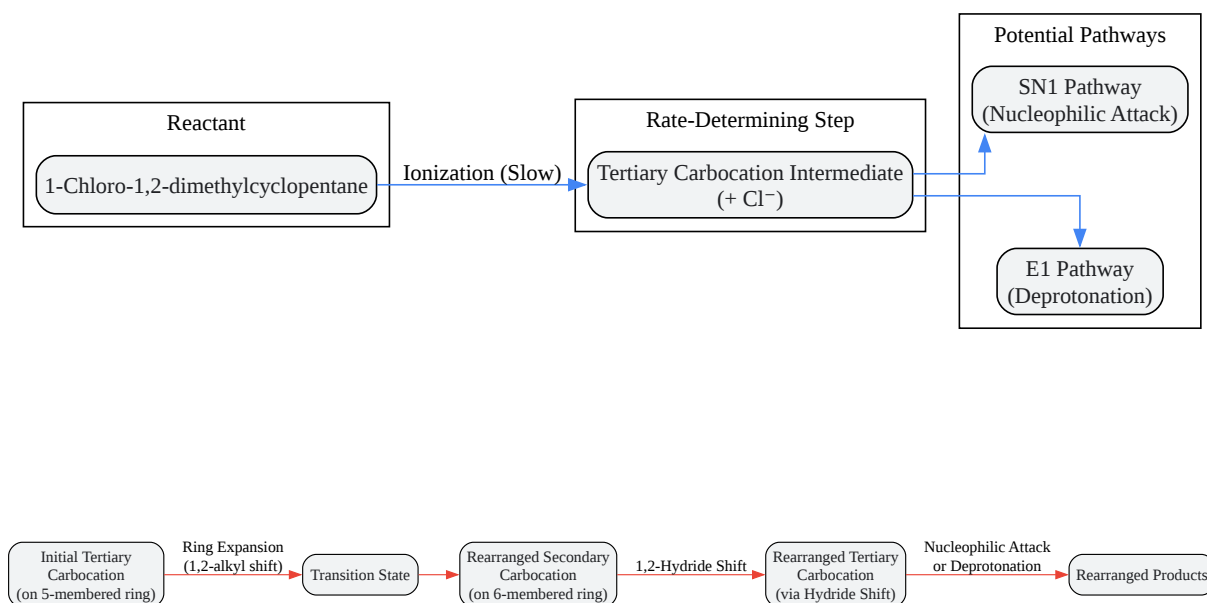 Potential Pathways
SN1 Pathway
(Nucleophilic Attack)
Reactant
Rate-Determining Step
1-Chloro-1,2-dimethylcyclopentane
Ionization (Slow)
Tertiary Carbocation Intermediate
(+ Cl⁻)
E1 Pathway
(Deprotonation)
Initial Tertiary
Carbocation
(on 5-membered ring)
Ring Expansion
(1,2-alkyl shift)
Transition State
Rearranged Secondary
Carbocation
(on 6-membered ring)
1,2-Hydride Shift
Rearranged Tertiary
Carbocation
(via Hydride Shift)
Nucleophilic Attack
or Deprotonation
Rearranged Products